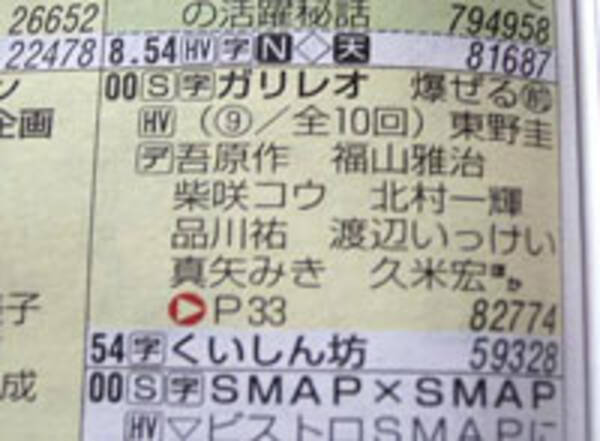 の活躍秘話
26652
794958
22478
8.54 HV 字 N ◇ 天 81687
00 S 字 ガリレオ 爆ぜる 前
HV (⑨/全10回) 東野圭
デ 吾原作 福山雅治
企画
柴咲コウ 北村一輝
品川祐 渡辺いっけい
真矢みき 久米宏ほか
▶P33 82774
子
54 字 くいしん坊 59328
成
00 S 字 SMAP×SMAP
HV ▽ビストロSMAPに